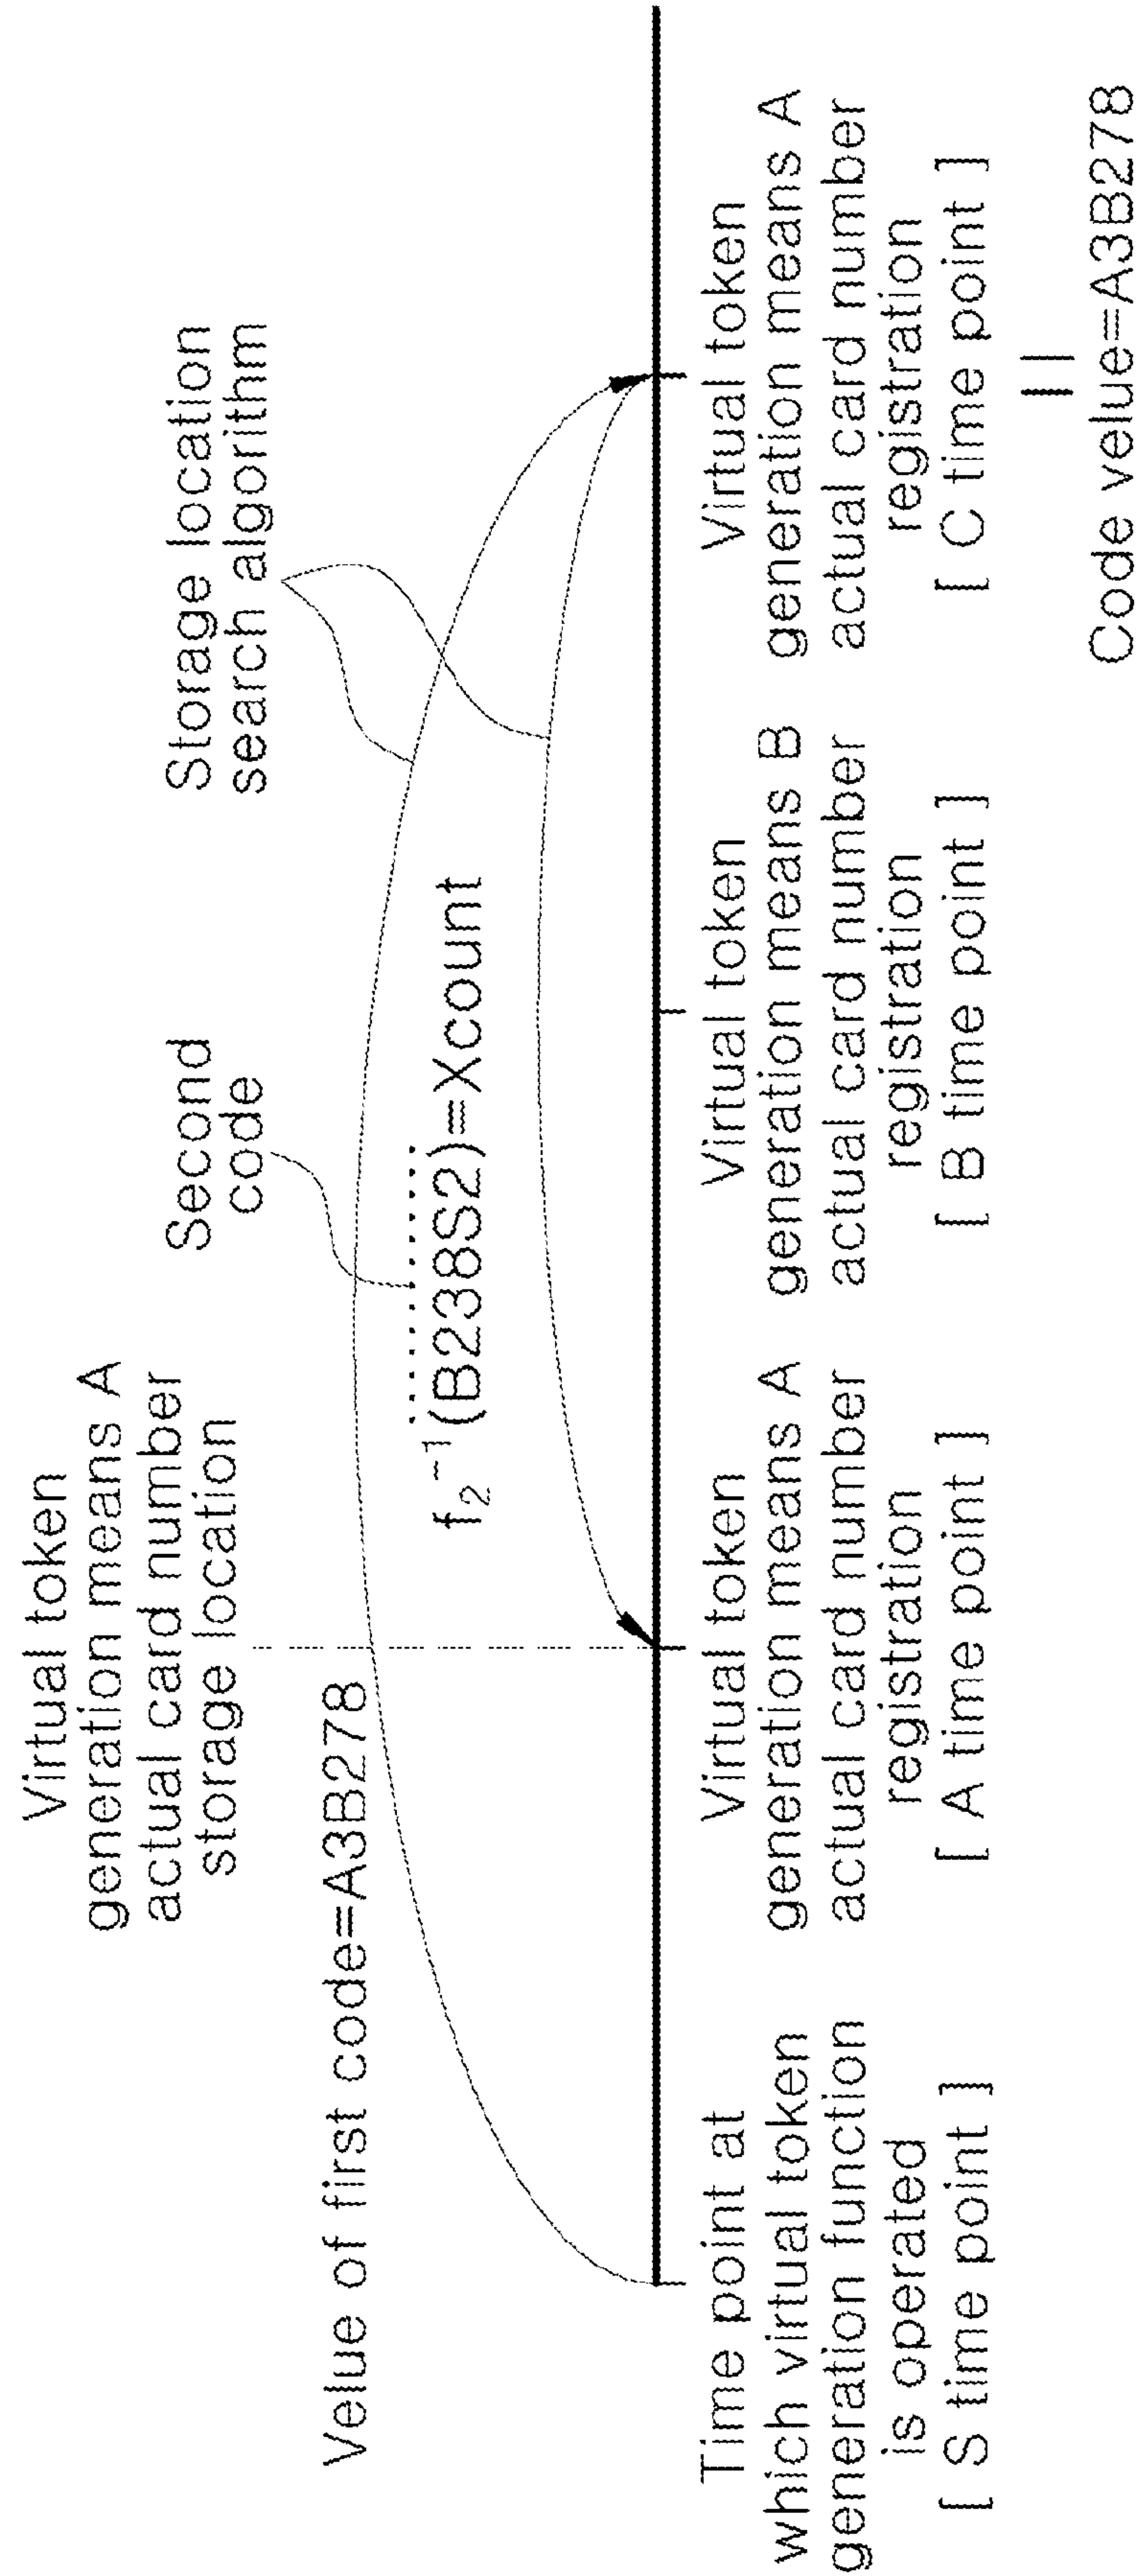 Virtual token
generation means A
actual card number
storage location
Second
code
Storage location
search algorithm
Velue of first code=A3B278
f₂⁻¹(B238S2)=Xcount
Time point at
which virtual token
generation function
is operated
[ S time point ]
Virtual token
generation means A
actual card number
registration
[ A time point ]
Virtual token
generation means B
actual card number
registration
[ B time point ]
Virtual token
generation means A
actual card number
registration
[ C time point ]
||
Code velue=A3B278